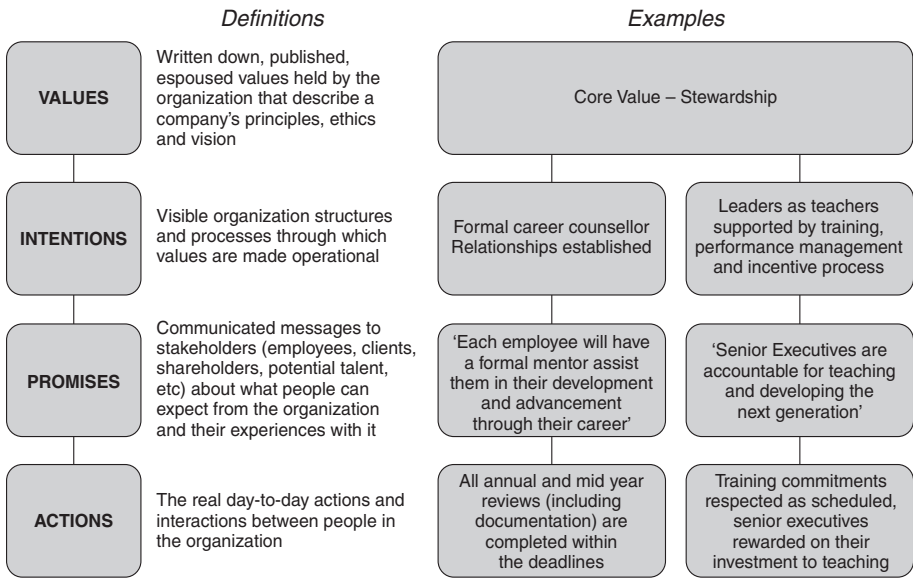 Definitions
Examples
VALUES
Written down, published,
espoused values held by the
organization that describe a
company's principles, ethics
and vision
Core Value – Stewardship
INTENTIONS
Visible organization structures
and processes through which
values are made operational
Formal career counsellor
Relationships established
Leaders as teachers
supported by training,
performance management
and incentive process
PROMISES
Communicated messages to
stakeholders (employees, clients,
shareholders, potential talent,
etc) about what people can
expect from the organization
and their experiences with it
‘Each employee will have
a formal mentor assist
them in their development
and advancement
through their career’
‘Senior Executives are
accountable for teaching
and developing the
next generation’
ACTIONS
The real day-to-day actions and
interactions between people in
the organization
All annual and mid year
reviews (including
documentation) are
completed within
the deadlines
Training commitments
respected as scheduled,
senior executives
rewarded on their
investment to teaching